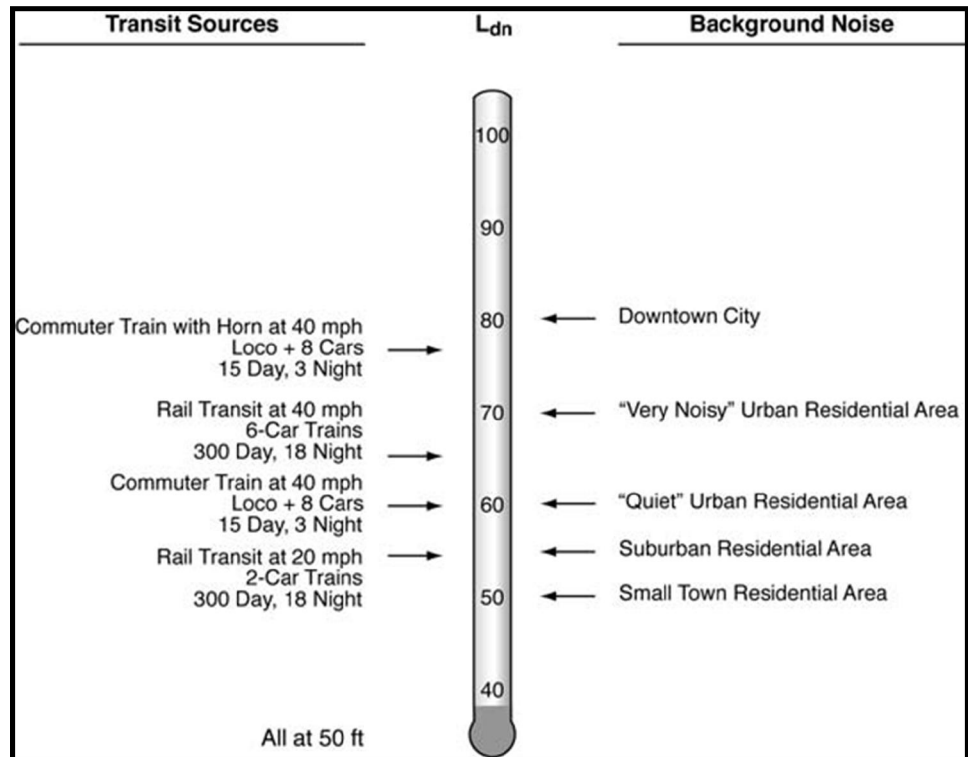 Transit Sources
Ldn
Background Noise
100
90
80
70
60
50
40
Commuter Train with Horn at 40 mph
Loco + 8 Cars
15 Day, 3 Night
Rail Transit at 40 mph
6-Car Trains
300 Day, 18 Night
Commuter Train at 40 mph
Loco + 8 Cars
15 Day, 3 Night
Rail Transit at 20 mph
2-Car Trains
300 Day, 18 Night
All at 50 ft
Downtown City
“Very Noisy” Urban Residential Area
“Quiet” Urban Residential Area
Suburban Residential Area
Small Town Residential Area